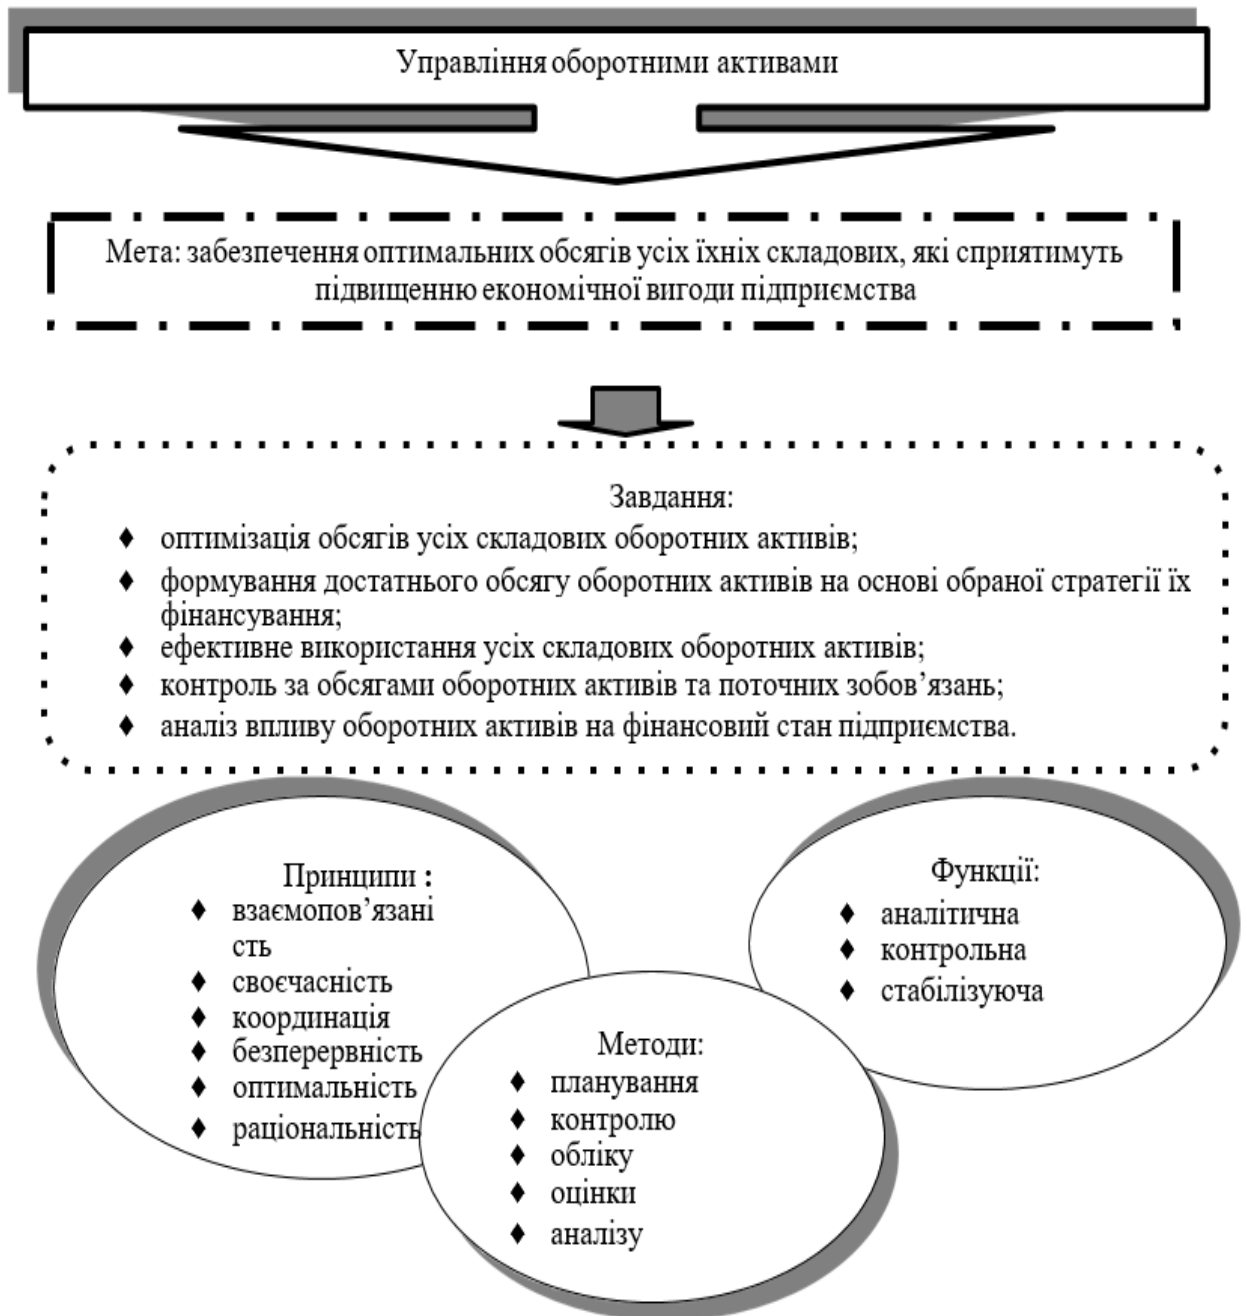 Управління оборотними активами
Мета: забезпечення оптимальних обсягів усіх їхніх складових, які сприятимуть
підвищенню економічної вигоди підприємства
Завдання:
♦ оптимізація обсягів усіх складових оборотних активів;
♦ формування достатнього обсягу оборотних активів на основі обраної стратегії їх
фінансування;
♦ ефективне використання усіх складових оборотних активів;
♦ контроль за обсягами оборотних активів та поточних зобов’язань;
♦ аналіз впливу оборотних активів на фінансовий стан підприємства.
Принципи :
♦ взаємопов’язані
сть
♦ своєчасність
♦ координація
♦ безперервність
♦ оптимальність
♦ раціональність
Методи:
♦ планування
♦ контролю
♦ обліку
♦ оцінки
♦ аналізу
Функції:
♦ аналітична
♦ контрольна
♦ стабілізуюча